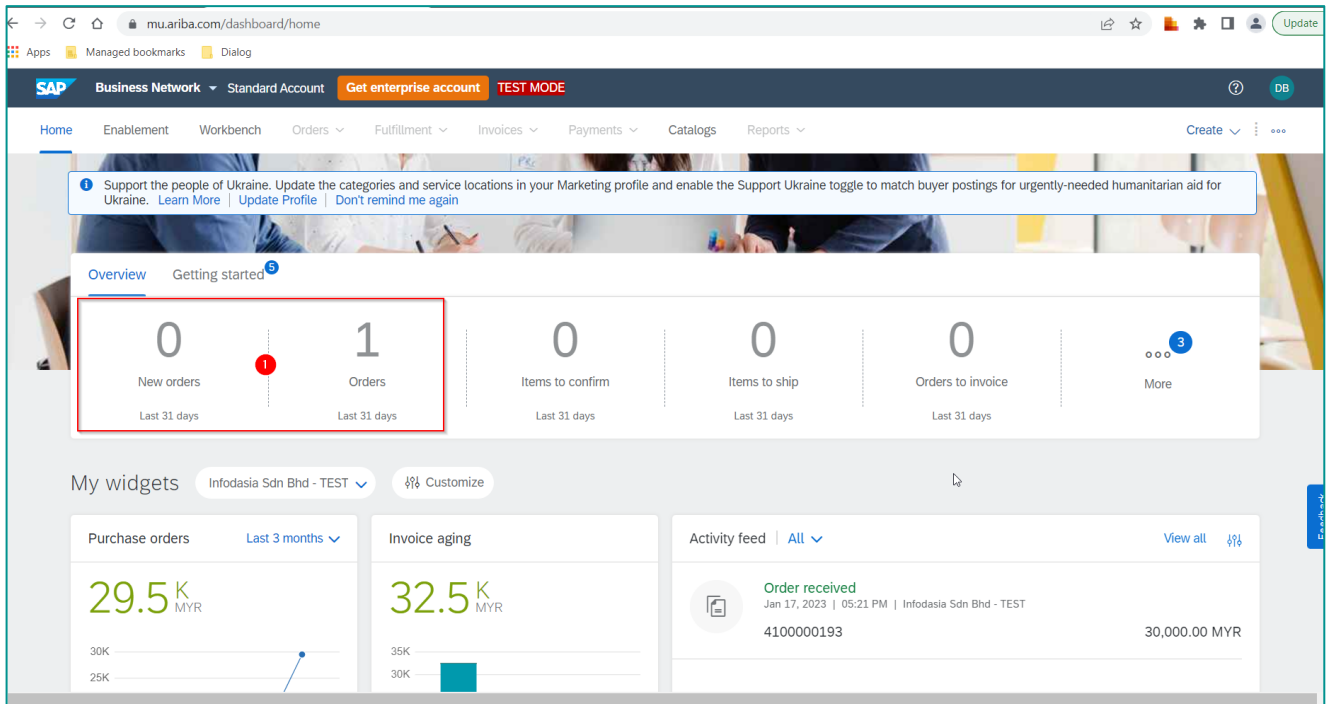 mu.ariba.com/dashboard/home
Update
Apps Managed bookmarks Dialog
SAP Business Network Standard Account Get enterprise account TEST MODE ? DB
Home Enablement Workbench Orders Fulfillment Invoices Payments Catalogs Reports Create
Support the people of Ukraine. Update the categories and service locations in your Marketing profile and enable the Support Ukraine toggle to match buyer postings for urgently-needed humanitarian aid for
Ukraine. Learn More | Update Profile | Don't remind me again
Overview Getting started 5
0 1 0 0 0 3
1
New orders Orders Items to confirm Items to ship Orders to invoice More
Last 31 days Last 31 days Last 31 days Last 31 days Last 31 days
My widgets Infodasia Sdn Bhd - TEST Customize
Feedback
Purchase orders Last 3 months
29.5 K MYR
30K
25K
Invoice aging
32.5 K MYR
35K
30K
Activity feed All View all
Order received
Jan 17, 2023 | 05:21 PM | Infodasia Sdn Bhd - TEST
4100000193 30,000.00 MYR